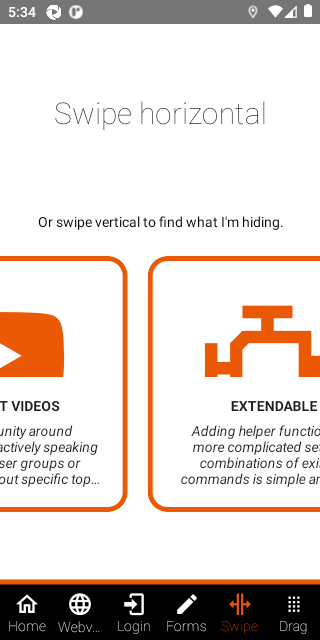 5:34
Swipe horizontal
Or swipe vertical to find what I'm hiding.
T VIDEOS
unity around
actively speaking
ser groups or
out specific top…
EXTENDABLE
Adding helper functio
more complicated set
combinations of exi
commands is simple an
Home
Webv…
Login
Forms
Swipe
Drag